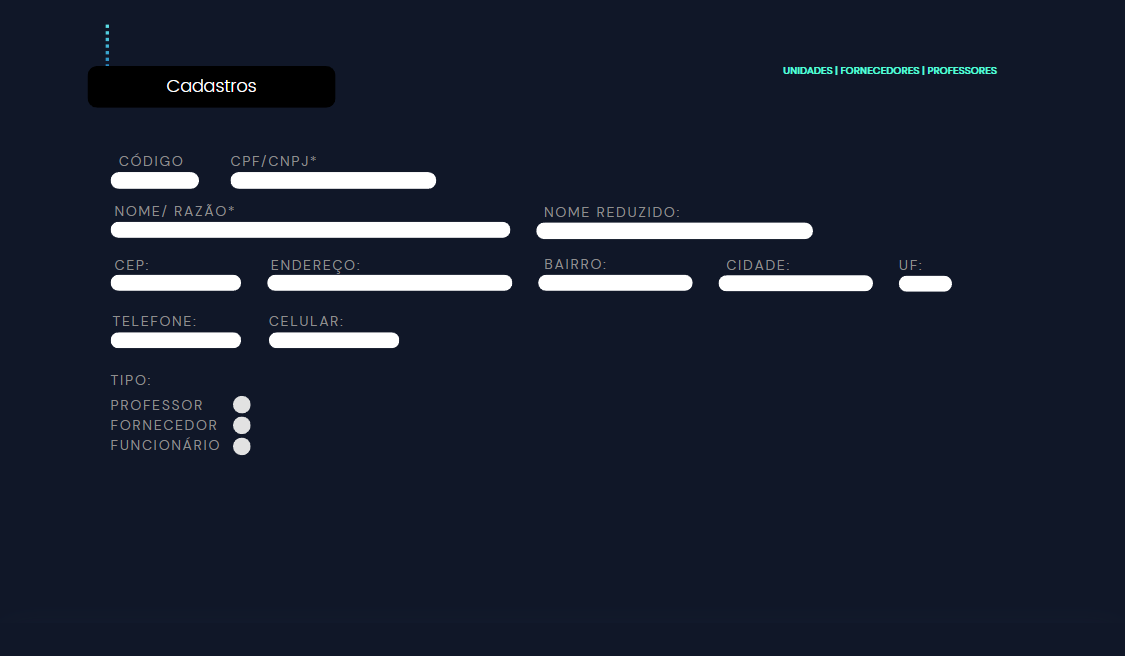 Cadastros
UNIDADES | FORNECEDORES | PROFESSORES
CÓDIGO CPF/CNPJ*
NOME/ RAZÃO* NOME REDUZIDO:
CEP: ENDEREÇO: BAIRRO: CIDADE: UF:
TELEFONE: CELULAR:
TIPO:
PROFESSOR
FORNECEDOR
FUNCIONÁRIO